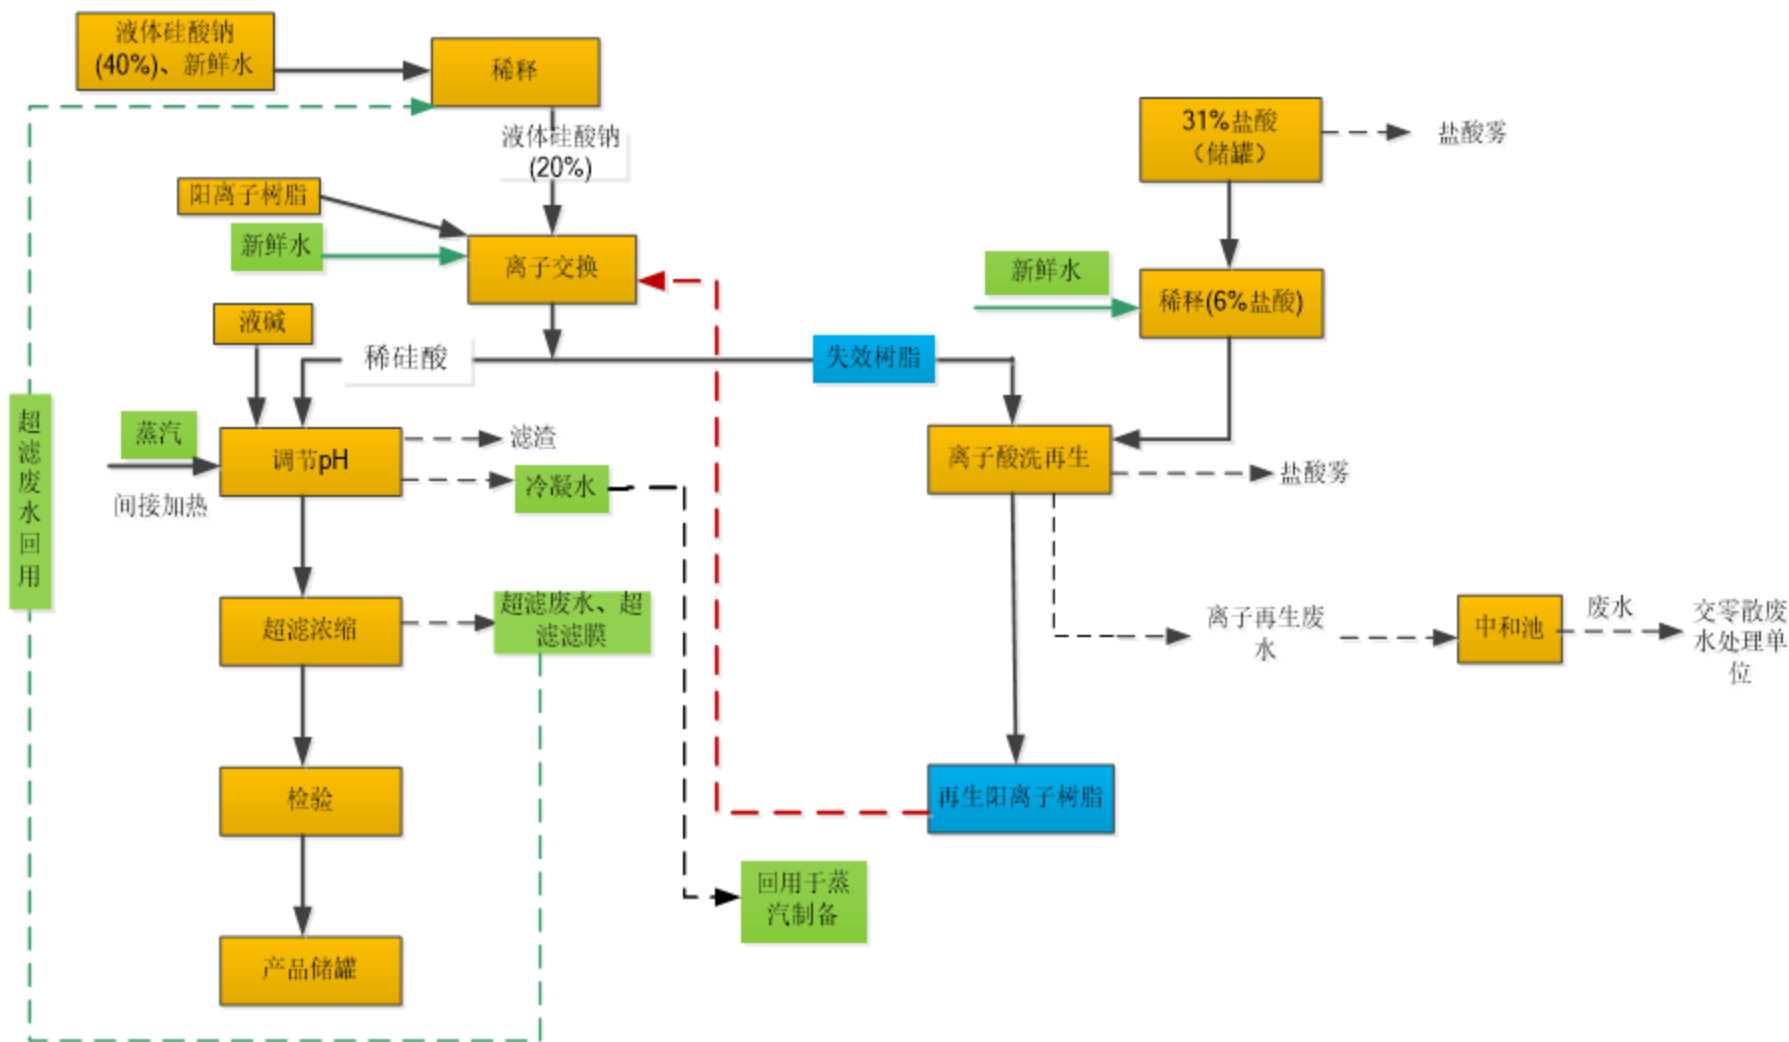 液体硅酸钠
(40%)、新鲜水
稀释
液体硅酸钠
(20%)
31%盐酸
（储罐）
盐酸雾
阳离子树脂
新鲜水
离子交换
新鲜水
稀释(6%盐酸)
液碱
稀硅酸
失效树脂
超
滤
废
水
回
用
蒸汽
间接加热
调节pH
滤渣
冷凝水
离子酸洗再生
盐酸雾
超滤浓缩
超滤废水、超
滤滤膜
离子再生废
水
中和池
废水
交零散废
水处理单
位
检验
再生阳离子树脂
回用于蒸
汽制备
产品储罐